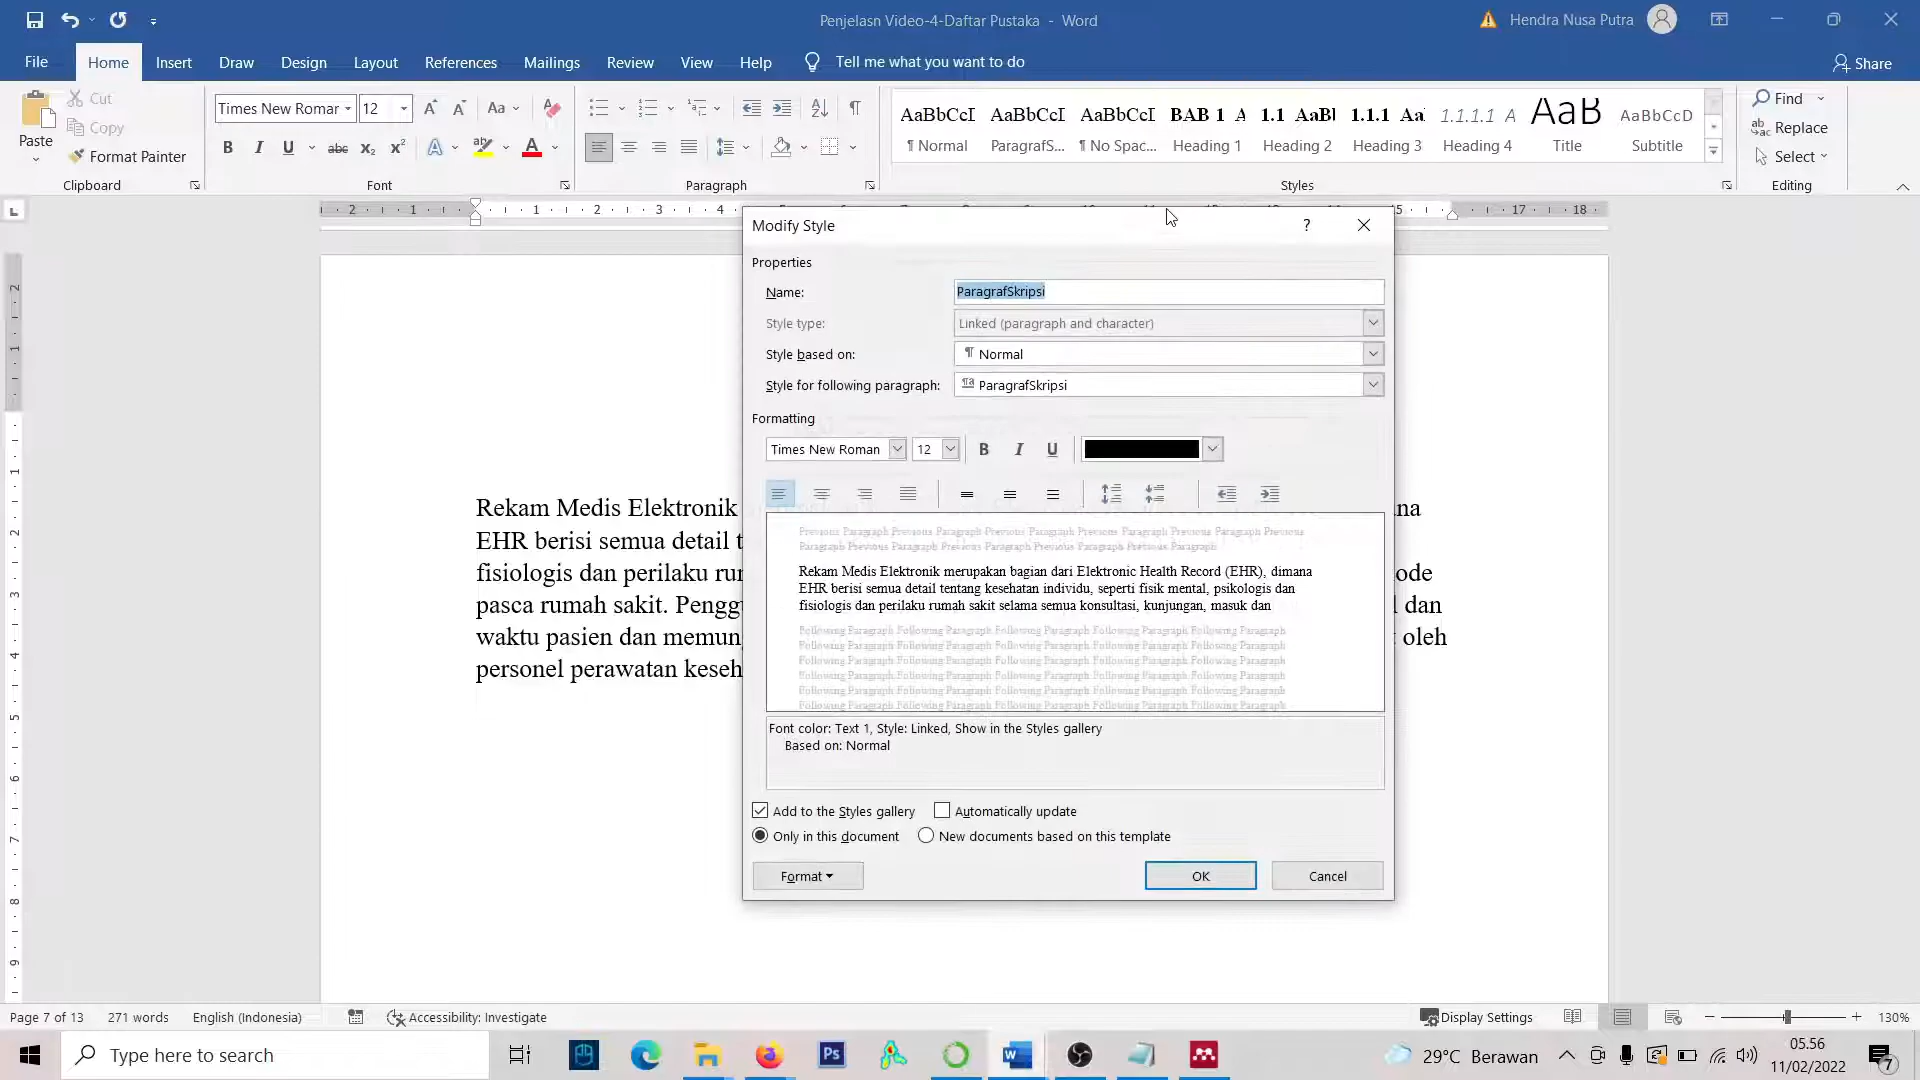 Penjelasn Video-4-Daftar Pustaka - Word
Hendra Nusa Putra
File Home Insert Draw Design Layout References Mailings Review View Help Tell me what you want to do Share
Paste
Cut
Copy
Format Painter
Clipboard
Times New Roman 12
Font
Paragraph
AaBbCcI AaBbCcI AaBbCcI BAB 1 A 1.1 AaBl 1.1.1 Aa 1.1.1.1 A AaB AaBbCcD
¶ Normal ParagrafS... ¶ No Spac... Heading 1 Heading 2 Heading 3 Heading 4 Title Subtitle
Styles
Find
Replace
Select
Editing
Modify Style
Properties
Name: ParagrafSkripsi
Style type: Linked (paragraph and character)
Style based on: ¶ Normal
Style for following paragraph: ¶a ParagrafSkripsi
Formatting
Times New Roman 12 B I U
Previous Paragraph Previous Paragraph Previous Paragraph Previous Paragraph Previous Paragraph Previous
Paragraph Previous Paragraph Previous Paragraph Previous Paragraph Previous Paragraph
Rekam Medis Elektronik merupakan bagian dari Elektronic Health Record (EHR), dimana
EHR berisi semua detail tentang kesehatan individu, seperti fisik mental, psikologis dan
fisiologis dan perilaku rumah sakit selama semua konsultasi, kunjungan, masuk dan
Following Paragraph Following Paragraph Following Paragraph Following Paragraph Following Paragraph
Following Paragraph Following Paragraph Following Paragraph Following Paragraph Following Paragraph
Following Paragraph Following Paragraph Following Paragraph Following Paragraph Following Paragraph
Following Paragraph Following Paragraph Following Paragraph Following Paragraph Following Paragraph
Following Paragraph Following Paragraph Following Paragraph Following Paragraph Following Paragraph
Following Paragraph Following Paragraph Following Paragraph Following Paragraph Following Paragraph
Font color: Text 1, Style: Linked, Show in the Styles gallery
Based on: Normal
Add to the Styles gallery Automatically update
Only in this document New documents based on this template
Format OK Cancel
Rekam Medis Elektronik
EHR berisi semua detail
fisiologis dan perilaku
pasca rumah sakit.
waktu pasien dan
personel perawatan
dan
oleh
Page 7 of 13 271 words English (Indonesia) Accessibility: Investigate Display Settings 130%
Type here to search
29°C Berawan
05.56
11/02/2022
7